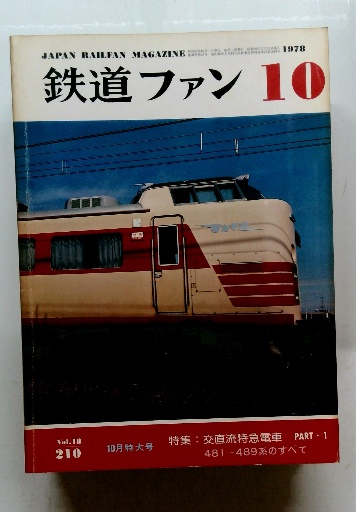 JAPAN RAILFAN MAGAZINE
1978
鉄道ファン 10
Vol.18
210
10月特大号
特集:交直流特急電車 PART・1
481〜489系のすべて